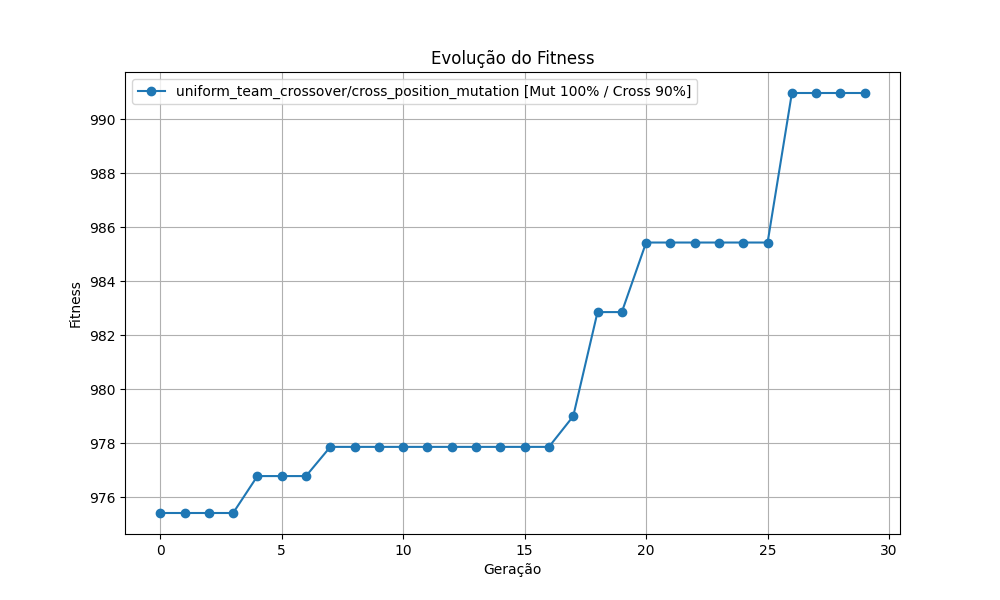 Evolução do Fitness
uniform_team_crossover/cross_position_mutation [Mut 100% / Cross 90%]
990
988
986
984
982
980
978
976
Fitness
0 5 10 15 20 25 30
Geração